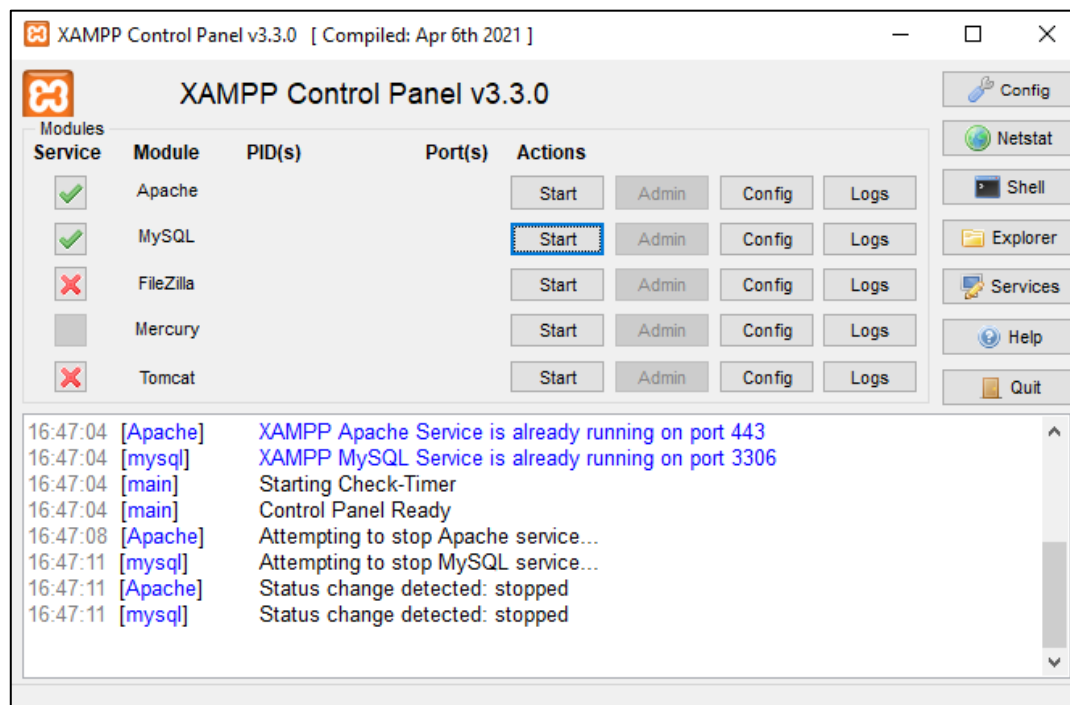 XAMPP Control Panel v3.3.0 [ Compiled: Apr 6th 2021 ]
XAMPP Control Panel v3.3.0
Config
Modules
Service Module PID(s) Port(s) Actions
Netstat
Apache Start Admin Config Logs
Shell
MySQL Start Admin Config Logs
Explorer
FileZilla Start Admin Config Logs
Services
Mercury Start Admin Config Logs
Help
Tomcat Start Admin Config Logs
Quit
16:47:04 [Apache] XAMPP Apache Service is already running on port 443
16:47:04 [mysql] XAMPP MySQL Service is already running on port 3306
16:47:04 [main] Starting Check-Timer
16:47:04 [main] Control Panel Ready
16:47:08 [Apache] Attempting to stop Apache service...
16:47:11 [mysql] Attempting to stop MySQL service...
16:47:11 [Apache] Status change detected: stopped
16:47:11 [mysql] Status change detected: stopped